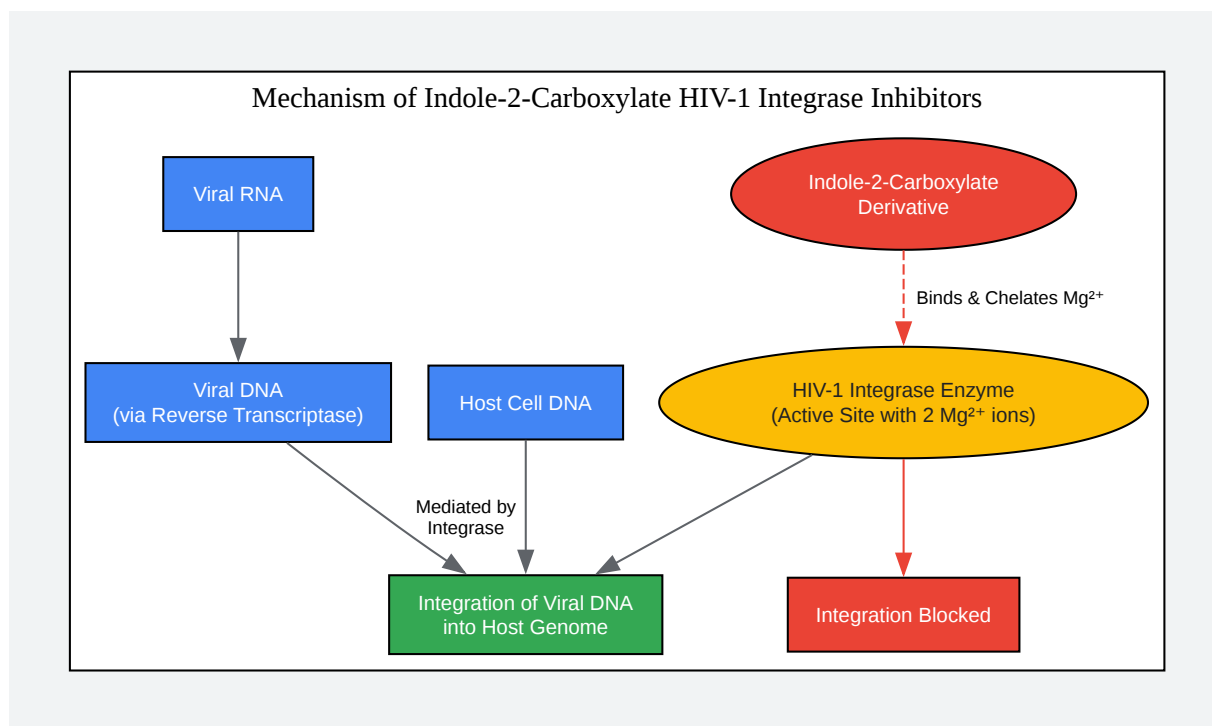 Mechanism of Indole-2-Carboxylate HIV-1 Integrase Inhibitors
Viral RNA
Indole-2-Carboxylate
Derivative
Binds & Chelates Mg²⁺
Viral DNA
(via Reverse Transcriptase)
Host Cell DNA
HIV-1 Integrase Enzyme
(Active Site with 2 Mg²⁺ ions)
Mediated by
Integrase
Integration of Viral DNA
into Host Genome
Integration Blocked